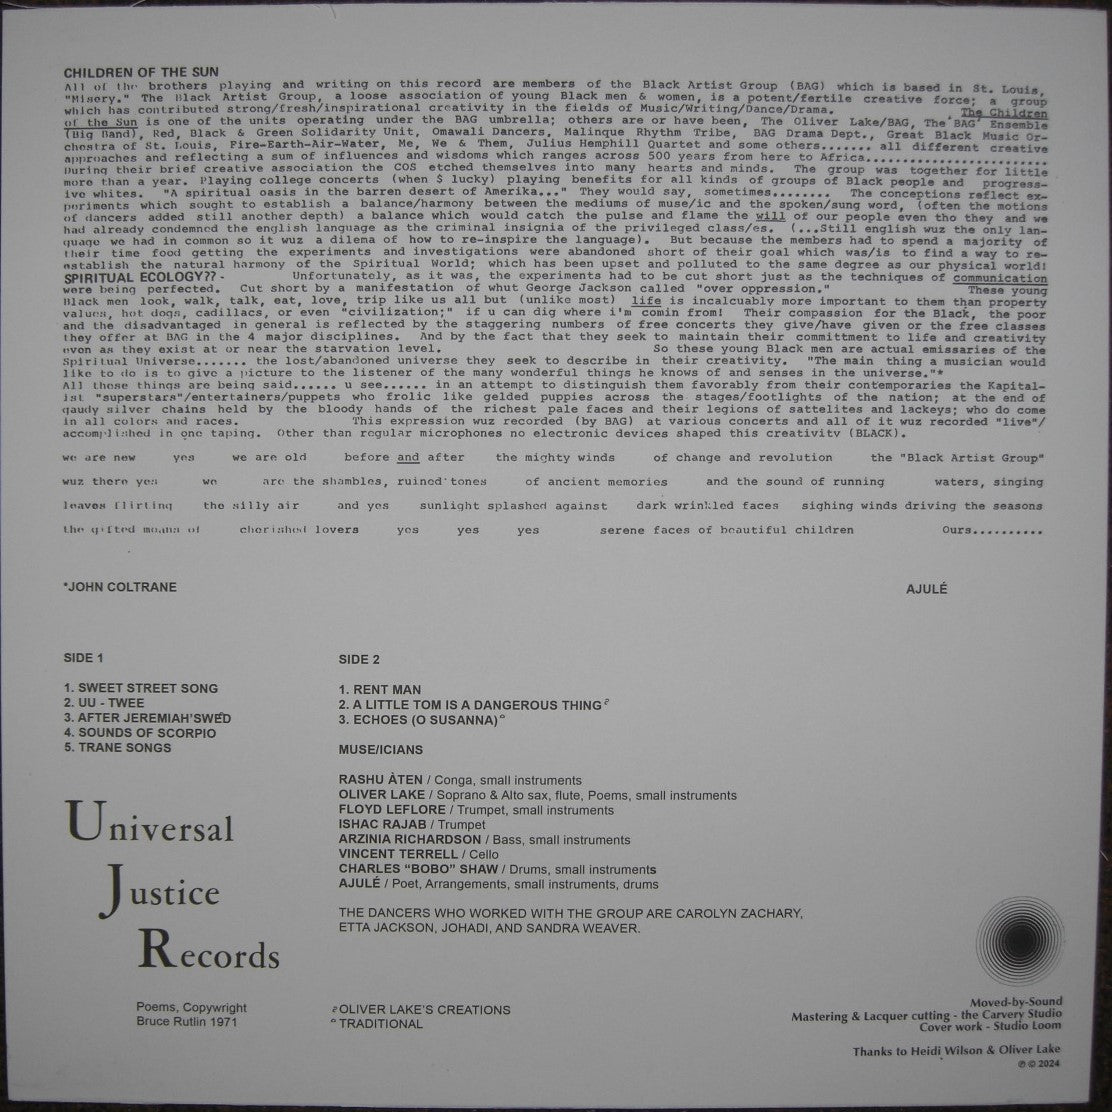 CHILDREN OF THE SUN
All of the brothers playing and writing on this record are members of the Black Artist Group (BAG) which is based in St. Louis,
"Misery." The Black Artist Group, a loose association of young Black men & women, is a potent/fertile creative force; a group
which has contributed strong/fresh/inspirational creativity in the fields of Music/Writing/Dance/Drama. The Children
of the Sun is one of the units operating under the BAG umbrella; others are or have been, The Oliver Lake/BAG, The BAG Ensemble
(Big Band), Red, Black & Green Solidarity Unit, Omawali Dancers, Malinque Rhythm Tribe, BAG Drama Dept., Great Black Music Or-
chestra of St. Louis, Fire-Earth-Air-Water, Me, We & Them, Julius Hemphill Quartet and some others....... all different creative
approaches and reflecting a sum of influences and wisdoms which ranges across 500 years from here to Africa..........................
During their brief creative association the COS etched themselves into many hearts and minds. The group was together for little
more than a year. Playing college concerts (when $ lucky) playing benefits for all kinds of groups of Black people and progress-
ive whites. "A spiritual oasis in the barren desert of Amerika..." They would say, sometimes........ The conceptions reflect ex-
periments which sought to establish a balance/harmony between the mediums of muse/ic and the spoken/sung word, (often the motions
of dancers added still another depth) a balance which would catch the pulse and flame the will of our people even tho they and we
had already condemned the english language as the criminal insignia of the privileged class/es. (...Still english wuz the only lan-
guage we had in common so it wuz a dilema of how to re-inspire the language). But because the members had to spend a majority of
their time food getting the experiments and investigations were abandoned short of their goal which was/is to find a way to re-
establish the natural harmony of the Spiritual World; which has been upset and polluted to the same degree as our physical world!
SPIRITUAL ECOLOGY?? - Unfortunately, as it was, the experiments had to be cut short just as the techniques of communication
were being perfected. Cut short by a manifestation of whut George Jackson called "over oppression." These young
Black men look, walk, talk, eat, love, trip like us all but (unlike most) life is incalcuably more important to them than property
values, hot dogs, cadillacs, or even "civilization;" if u can dig where i'm comin from! Their compassion for the Black, the poor
and the disadvantaged in general is reflected by the staggering numbers of free concerts they give/have given or the free classes
they offer at BAG in the 4 major disciplines. And by the fact that they seek to maintain their committment to life and creativity
even as they exist at or near the starvation level. So these young Black men are actual emissaries of the
Spiritual Universe....... the lost/abandoned universe they seek to describe in their creativity. "The main thing a musician would
like to do is to give a picture to the listener of the many wonderful things he knows of and senses in the universe."*
All these things are being said...... u see...... in an attempt to distinguish them favorably from their contemporaries the Kapital-
ist "superstars"/entertainers/puppets who frolic like gelded puppies across the stages/footlights of the nation; at the end of
gaudy silver chains held by the bloody hands of the richest pale faces and their legions of sattelites and lackeys; who do come
in all colors and races. This expression wuz recorded (by BAG) at various concerts and all of it wuz recorded "live"/
accomplished in one taping. Other than regular microphones no electronic devices shaped this creativity (BLACK).
we are new yes we are old before and after the mighty winds of change and revolution the "Black Artist Group"
wuz there yes we are the shambles, ruined tones of ancient memories and the sound of running waters, singing
leaves flirting the silly air and yes sunlight splashed against dark wrinkled faces sighing winds driving the seasons
the gifted moans of cherished lovers yes yes yes serene faces of beautiful children Ours..........
*JOHN COLTRANE AJULÉ
SIDE 1
1. SWEET STREET SONG
2. UU - TWEE
3. AFTER JEREMIAH'SWED
4. SOUNDS OF SCORPIO
5. TRANE SONGS
SIDE 2
1. RENT MAN
2. A LITTLE TOM IS A DANGEROUS THING
3. ECHOES (O SUSANNA)°
MUSE/ICIANS
RASHU ÀTEN / Conga, small instruments
OLIVER LAKE / Soprano & Alto sax, flute, Poems, small instruments
FLOYD LEFLORE / Trumpet, small instruments
ISHAC RAJAB / Trumpet
ARZINIA RICHARDSON / Bass, small instruments
VINCENT TERRELL / Cello
CHARLES “BOBO” SHAW / Drums, small instruments
AJULÉ / Poet, Arrangements, small instruments, drums
THE DANCERS WHO WORKED WITH THE GROUP ARE CAROLYN ZACHARY,
ETTA JACKSON, JOHADI, AND SANDRA WEAVER.
Universal
Justice
Records
Poems, Copywright
Bruce Rutlin 1971
OLIVER LAKE'S CREATIONS
° TRADITIONAL
Moved-by-Sound
Mastering & Lacquer cutting - the Carvery Studio
Cover work - Studio Loom
Thanks to Heidi Wilson & Oliver Lake
℗ © 2024